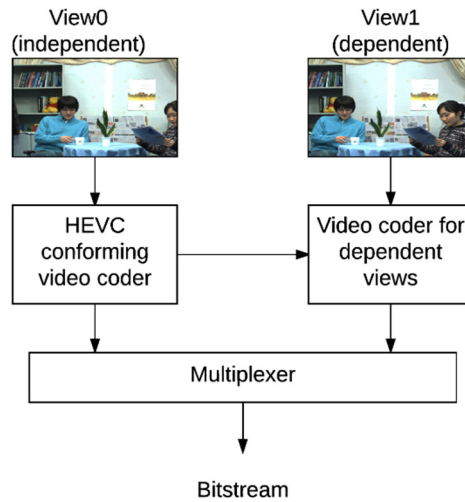 View0
(independent)
View1
(dependent)
HEVC
conforming
video coder
Video coder for
dependent
views
Multiplexer
Bitstream